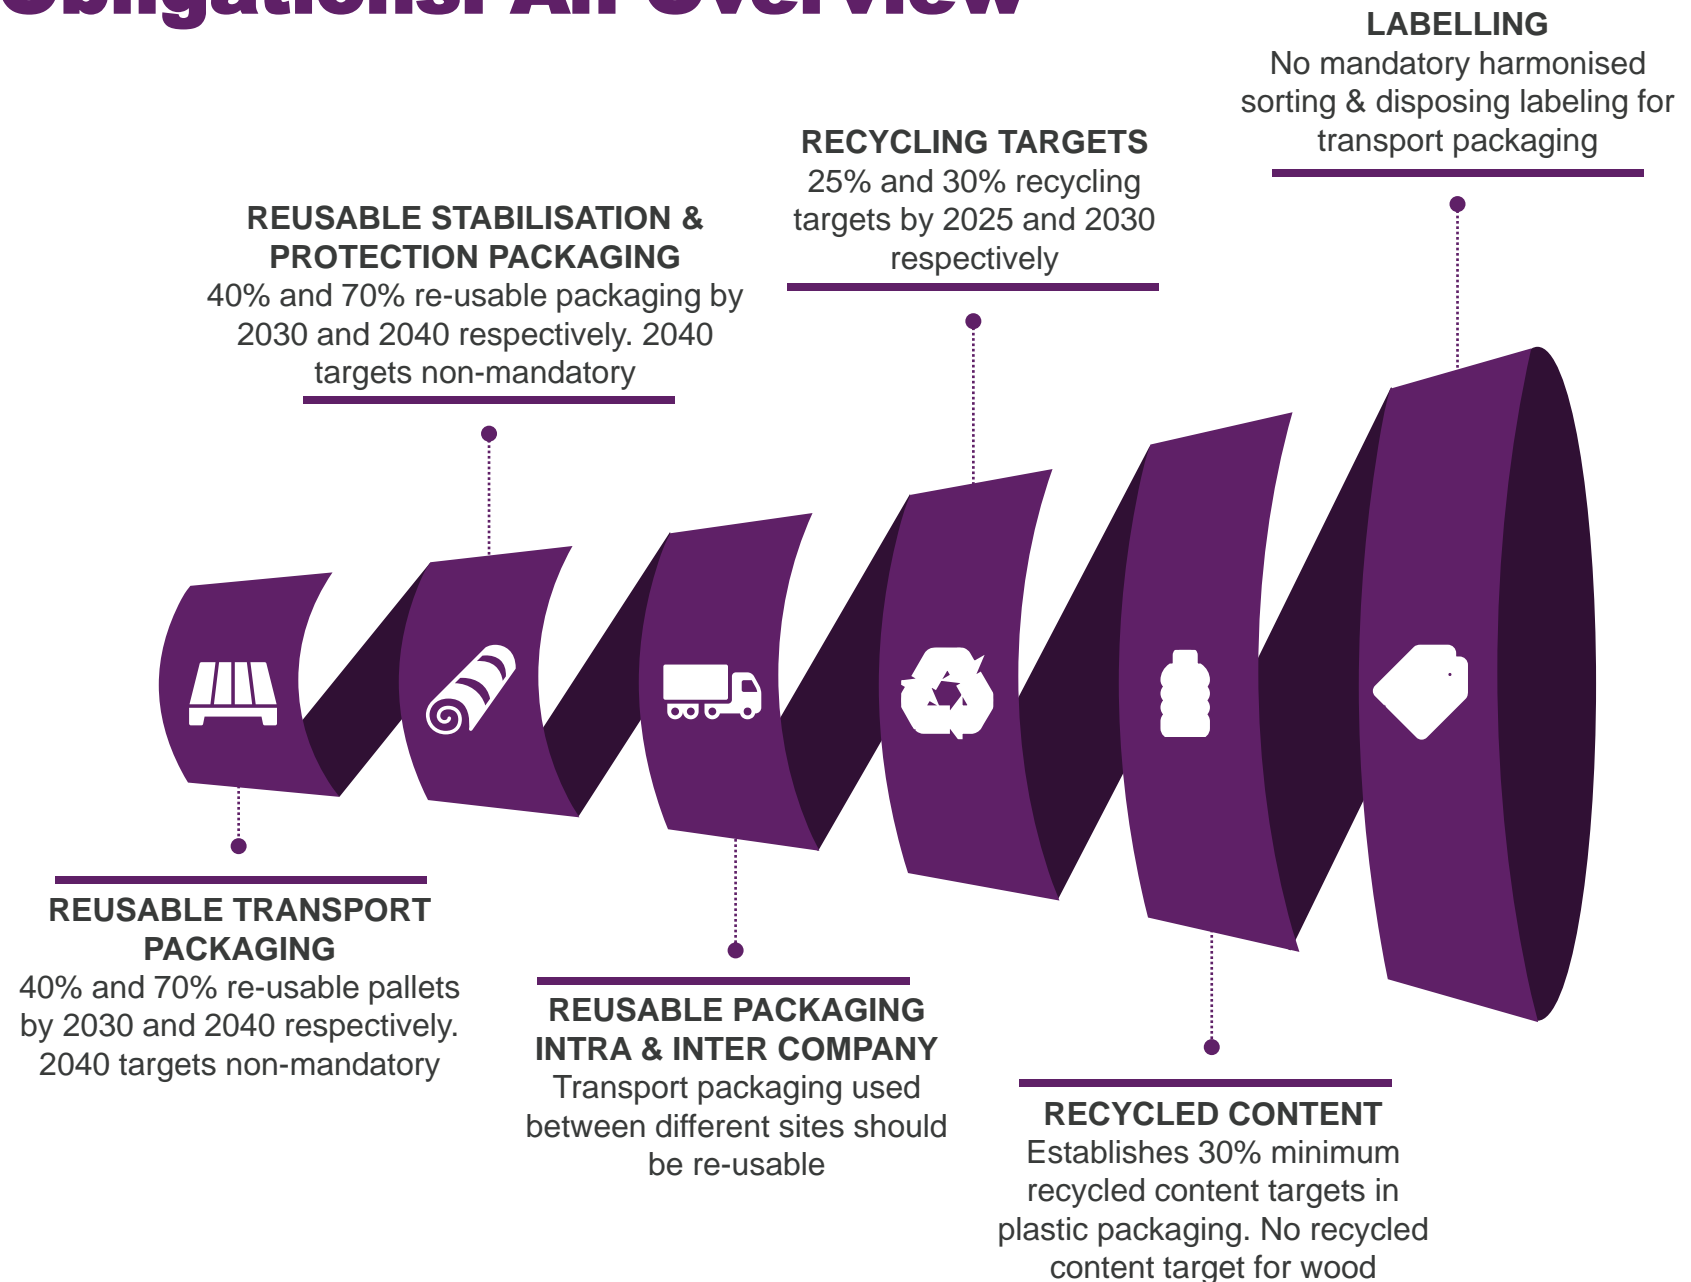 Obligations: An Overview
LABELLING
No mandatory harmonised
sorting & disposing labeling for
transport packaging
RECYCLING TARGETS
25% and 30% recycling
targets by 2025 and 2030
respectively
REUSABLE STABILISATION &
PROTECTION PACKAGING
40% and 70% re-usable packaging by
2030 and 2040 respectively. 2040
targets non-mandatory
REUSABLE TRANSPORT
PACKAGING
40% and 70% re-usable pallets
by 2030 and 2040 respectively.
2040 targets non-mandatory
REUSABLE PACKAGING
INTRA & INTER COMPANY
Transport packaging used
between different sites should
be re-usable
RECYCLED CONTENT
Establishes 30% minimum
recycled content targets in
plastic packaging. No recycled
content target for wood